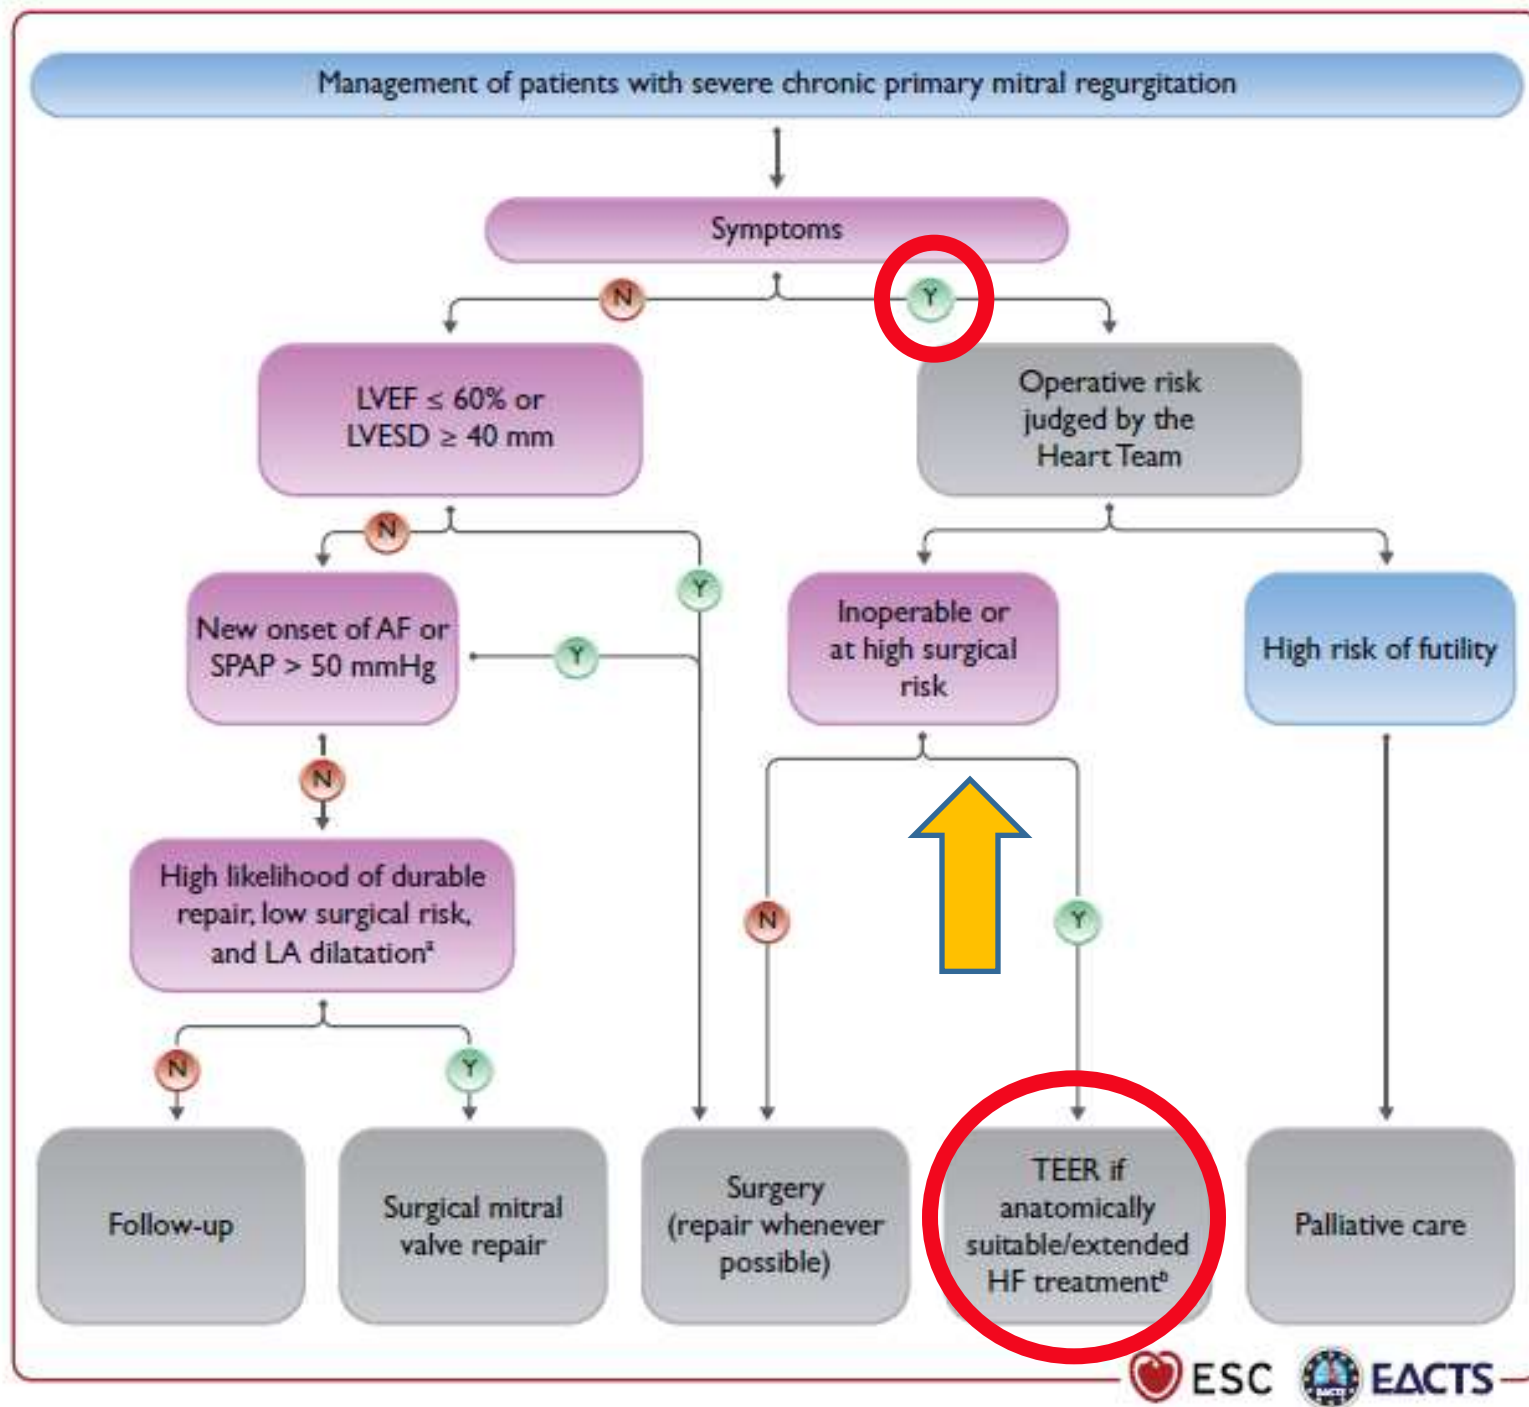 Management of patients with severe chronic primary mitral regurgitation
Symptoms
N
Y
LVEF ≤ 60% or
LVESD ≥ 40 mm
Operative risk
judged by the
Heart Team
N
Y
New onset of AF or
SPAP > 50 mmHg
Y
Inoperable or
at high surgical
risk
High risk of futility
N
High likelihood of durable
repair, low surgical risk,
and LA dilatationᵃ
N
Y
N
Y
Follow-up
Surgical mitral
valve repair
Surgery
(repair whenever
possible)
TEER if
anatomically
suitable/extended
HF treatmentᵇ
Palliative care
ESC
EACTS
EΔCTS